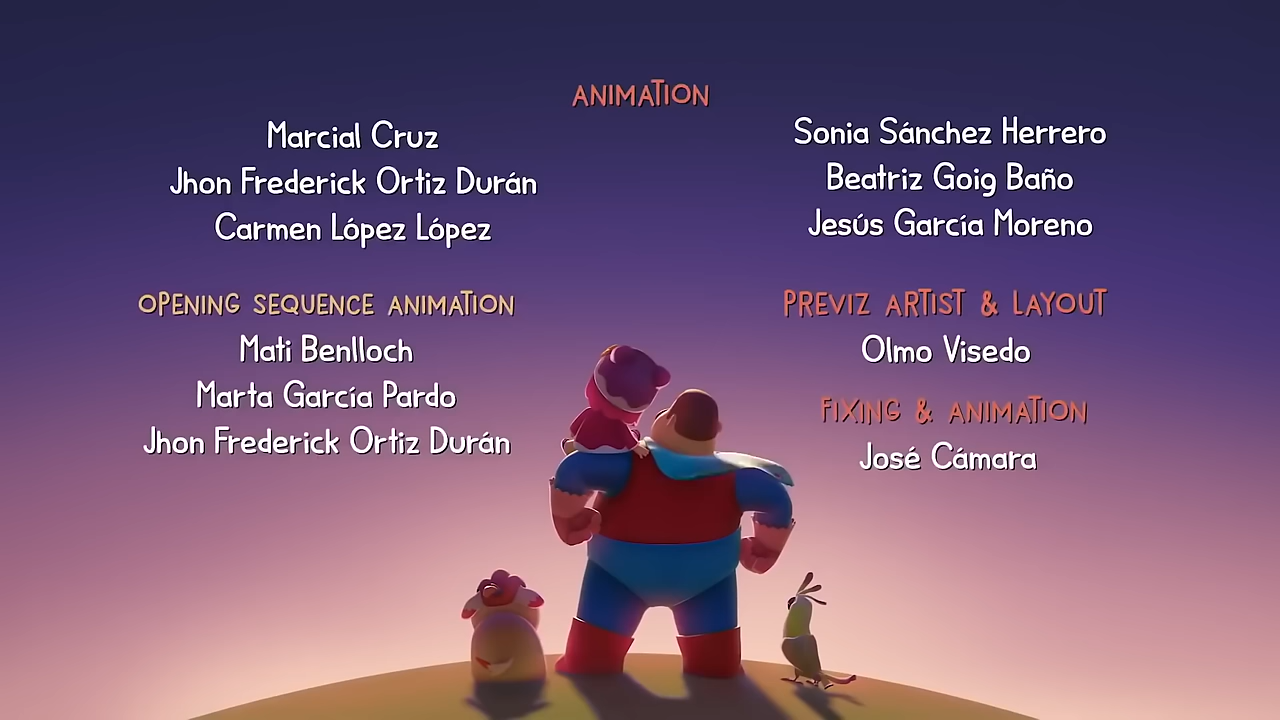 ANIMATION
Marcial Cruz
Jhon Frederick Ortiz Durán
Carmen López López
Sonia Sánchez Herrero
Beatriz Goig Baño
Jesús García Moreno
OPENING SEQUENCE ANIMATION
Mati Benlloch
Marta García Pardo
Jhon Frederick Ortiz Durán
PREVIZ ARTIST & LAYOUT
Olmo Visedo
FIXING & ANIMATION
José Cámara